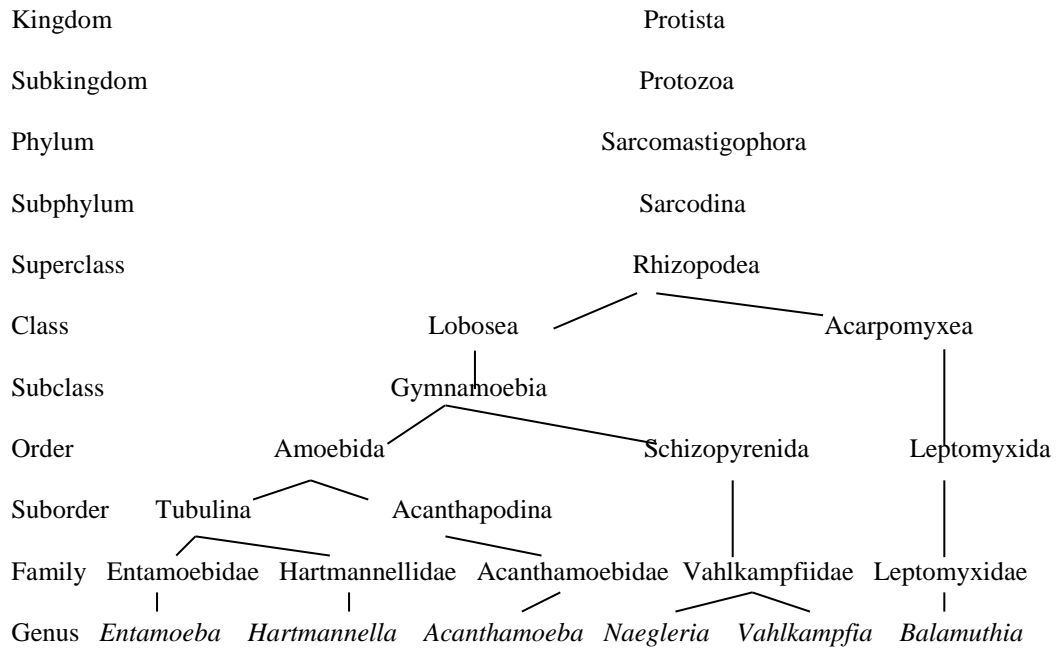 Kingdom Protista
Subkingdom Protozoa
Phylum Sarcomastigophora
Subphylum Sarcodina
Superclass Rhizopodea
Class Lobosea Acarpomyxea
Subclass Gymnamoebia
Order Amoebida Schizopyrenida Leptomyxida
Suborder Tubulina Acanthapodina
Family Entamoebidae Hartmannellidae Acanthamoebidae Vahlkampfiidae Leptomyxidae
Genus Entamoeba Hartmannella Acanthamoeba Naegleria Vahlkampfia Balamuthia